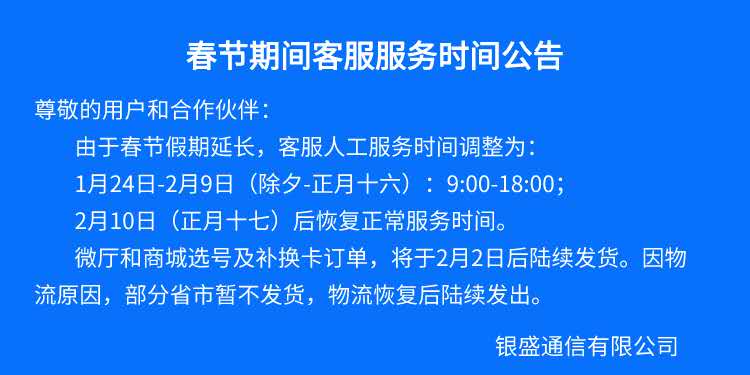 春节期间客服服务时间公告
尊敬的用户和合作伙伴：
由于春节假期延长，客服人工服务时间调整为：
1月24日-2月9日（除夕-正月十六）：9:00-18:00；
2月10日（正月十七）后恢复正常服务时间。
微厅和商城选号及补换卡订单，将于2月2日后陆续发货。因物
流原因，部分省市暂不发货，物流恢复后陆续发出。
银盛通信有限公司